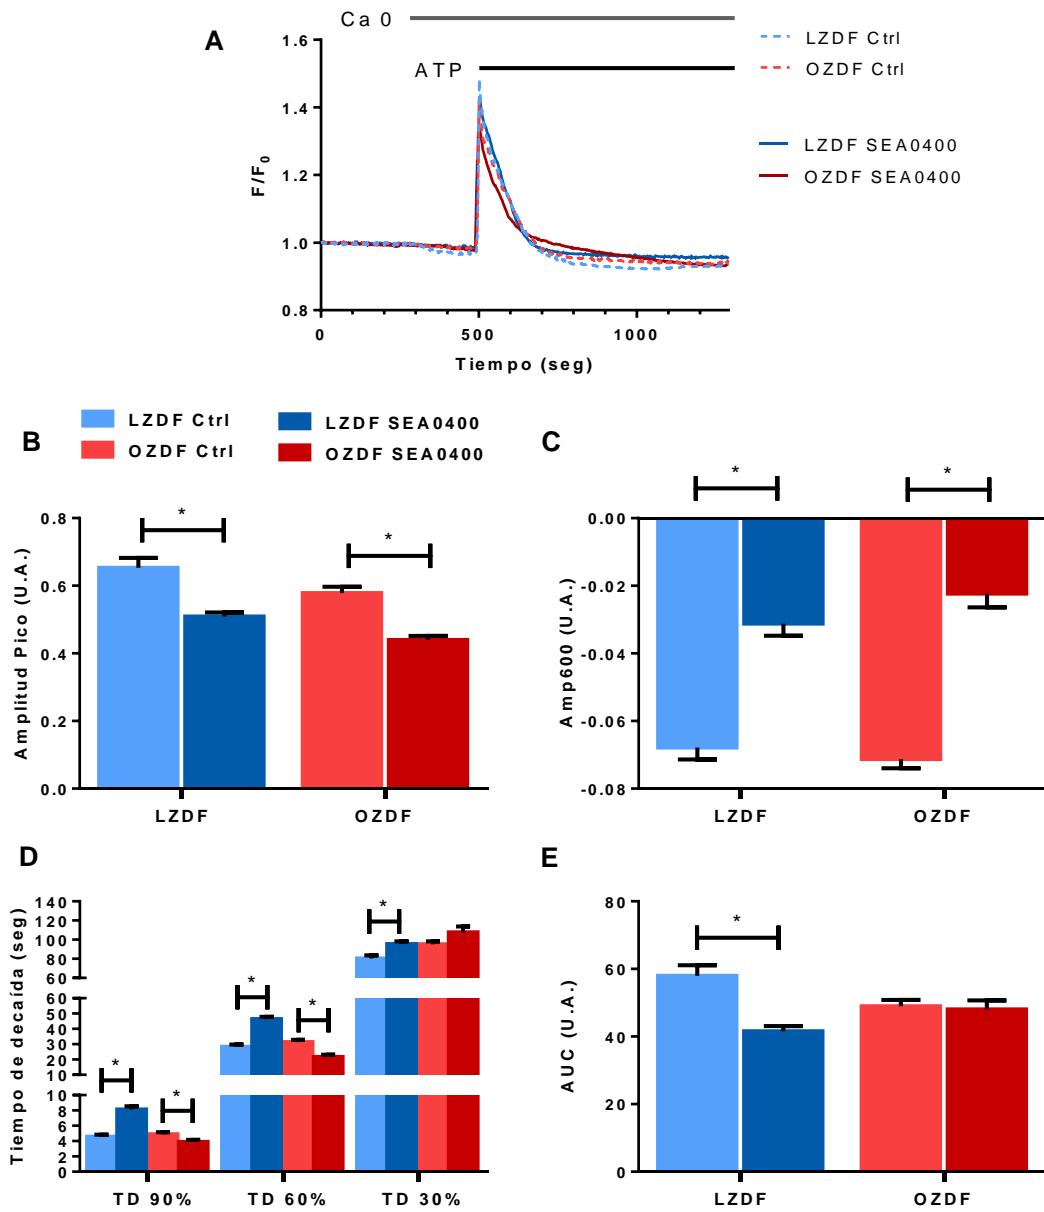 Ca 0
A
1.6
LZDF Ctrl
OZDF Ctrl
ATP
1.4
LZDF SEA0400
OZDF SEA0400
F/F0
1.2
1.0
0.8
0 500 1000
Tiempo (seg)
LZDF Ctrl LZDF SEA0400
OZDF Ctrl OZDF SEA0400
B
Amplitud Pico (U.A.)
0.8
0.6
0.4
0.2
0.0
* *
LZDF OZDF
C
Amp600 (U.A.)
* *
0.00
-0.02
-0.04
-0.06
-0.08
LZDF OZDF
D
Tiempo de decaída (seg)
140
120
100
80
60
*
60
50
40
30
20
10
* *
10
8
6
4
2
0
* *
TD 90% TD 60% TD 30%
E
AUC (U.A.)
80
60
40
20
0
*
LZDF OZDF